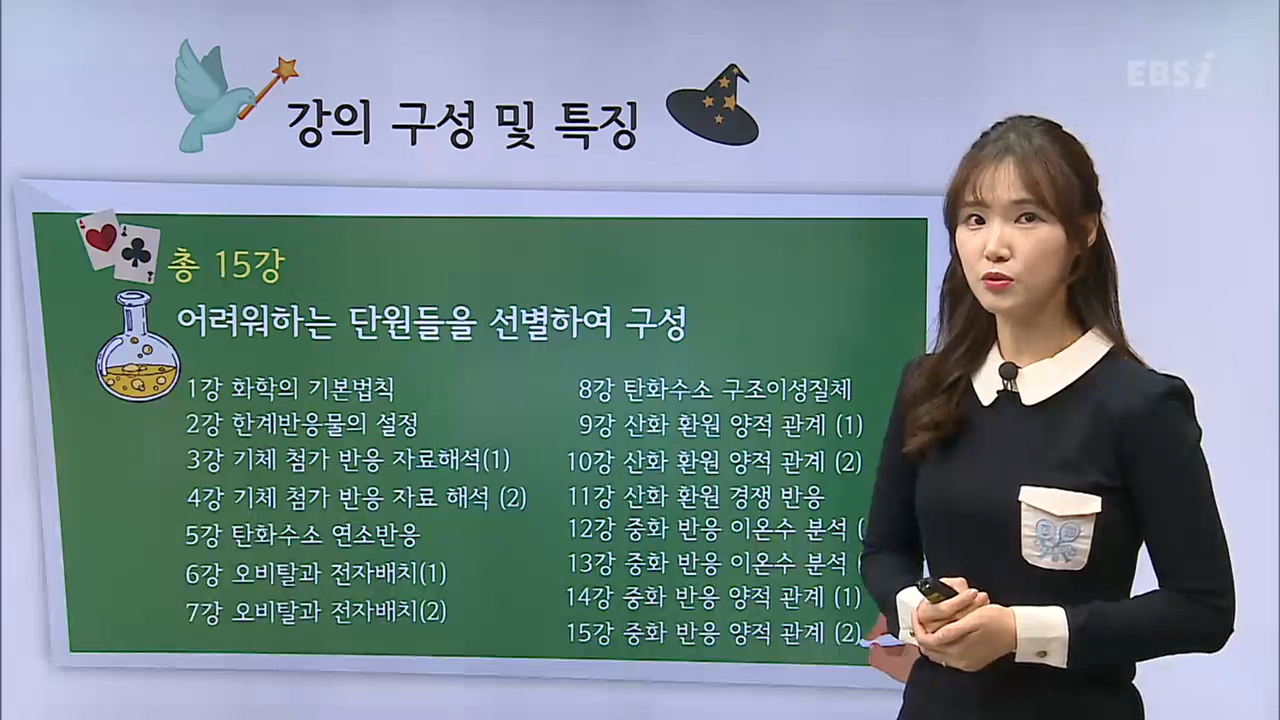 EBSi
강의 구성 및 특징
총 15강
어려워하는 단원들을 선별하여 구성
1강 화학의 기본법칙
2강 한계반응물의 설정
3강 기체 첨가 반응 자료해석(1)
4강 기체 첨가 반응 자료 해석 (2)
5강 탄화수소 연소반응
6강 오비탈과 전자배치(1)
7강 오비탈과 전자배치(2)
8강 탄화수소 구조이성질체
9강 산화 환원 양적 관계 (1)
10강 산화 환원 양적 관계 (2)
11강 산화 환원 경쟁 반응
12강 중화 반응 이온수 분석 (
13강 중화 반응 이온수 분석 (
14강 중화 반응 양적 관계 (1)
15강 중화 반응 양적 관계 (2)